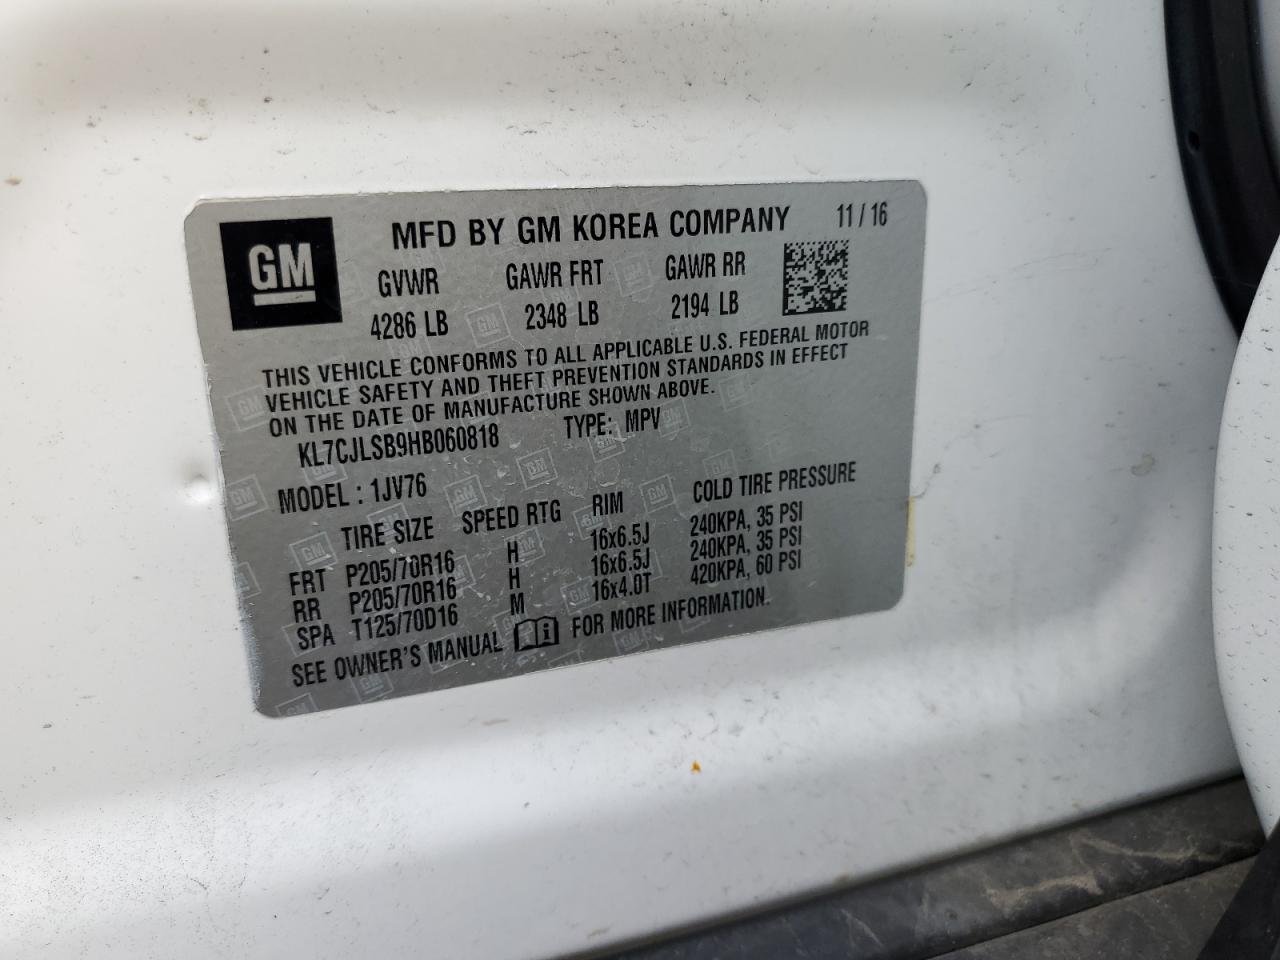 GM
MFD BY GM KOREA COMPANY 11 / 16
GVWR GAWR FRT GAWR RR
4286 LB 2348 LB 2194 LB
THIS VEHICLE CONFORMS TO ALL APPLICABLE U.S. FEDERAL MOTOR
VEHICLE SAFETY AND THEFT PREVENTION STANDARDS IN EFFECT
ON THE DATE OF MANUFACTURE SHOWN ABOVE.
KL7CJLSB9HB060818 TYPE: MPV
MODEL : 1JV76
TIRE SIZE SPEED RTG RIM COLD TIRE PRESSURE
FRT P205/70R16 H 16x6.5J 240KPA, 35 PSI
RR P205/70R16 H 16x6.5J 240KPA, 35 PSI
SPA T125/70D16 M 16x4.0T 420KPA, 60 PSI
SEE OWNER'S MANUAL FOR MORE INFORMATION.